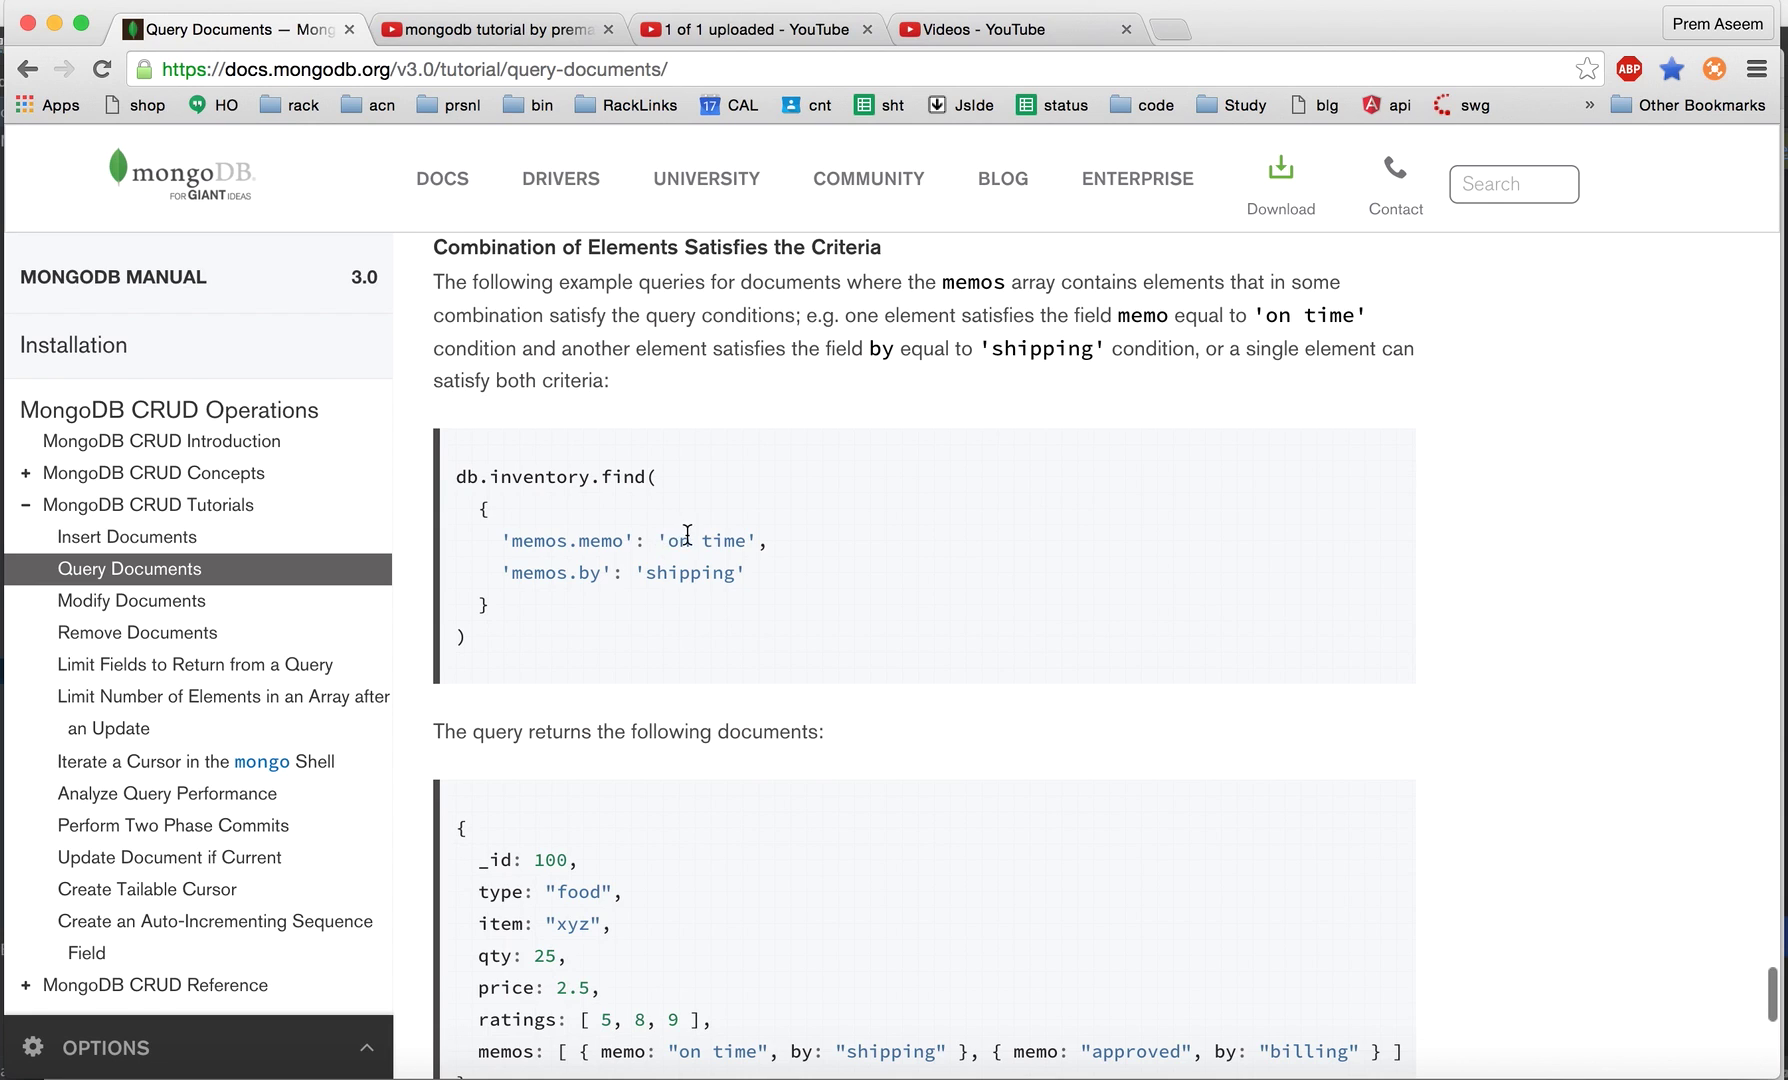 Query Documents — Mong
mongodb tutorial by prema
1 of 1 uploaded - YouTube
Videos - YouTube
Prem Aseem
https://docs.mongodb.org/v3.0/tutorial/query-documents/
ABP
Apps
shop
HO
rack
acn
prsnl
bin
RackLinks
17 CAL
cnt
sht
Jslde
status
code
Study
blg
api
swg
»
Other Bookmarks
mongoDB.
FOR GIANT IDEAS
DOCS
DRIVERS
UNIVERSITY
COMMUNITY
BLOG
ENTERPRISE
Download
Contact
Search
MONGODB MANUAL 3.0
Installation
MongoDB CRUD Operations
MongoDB CRUD Introduction
+ MongoDB CRUD Concepts
– MongoDB CRUD Tutorials
Insert Documents
Query Documents
Modify Documents
Remove Documents
Limit Fields to Return from a Query
Limit Number of Elements in an Array after
an Update
Iterate a Cursor in the mongo Shell
Analyze Query Performance
Perform Two Phase Commits
Update Document if Current
Create Tailable Cursor
Create an Auto-Incrementing Sequence
Field
+ MongoDB CRUD Reference
OPTIONS
Combination of Elements Satisfies the Criteria
The following example queries for documents where the memos array contains elements that in some
combination satisfy the query conditions; e.g. one element satisfies the field memo equal to 'on time'
condition and another element satisfies the field by equal to 'shipping' condition, or a single element can
satisfy both criteria:
db.inventory.find(
{
'memos.memo': 'on time',
'memos.by': 'shipping'
}
)
The query returns the following documents:
{
_id: 100,
type: "food",
item: "xyz",
qty: 25,
price: 2.5,
ratings: [ 5, 8, 9 ],
memos: [ { memo: "on time", by: "shipping" }, { memo: "approved", by: "billing" } ]